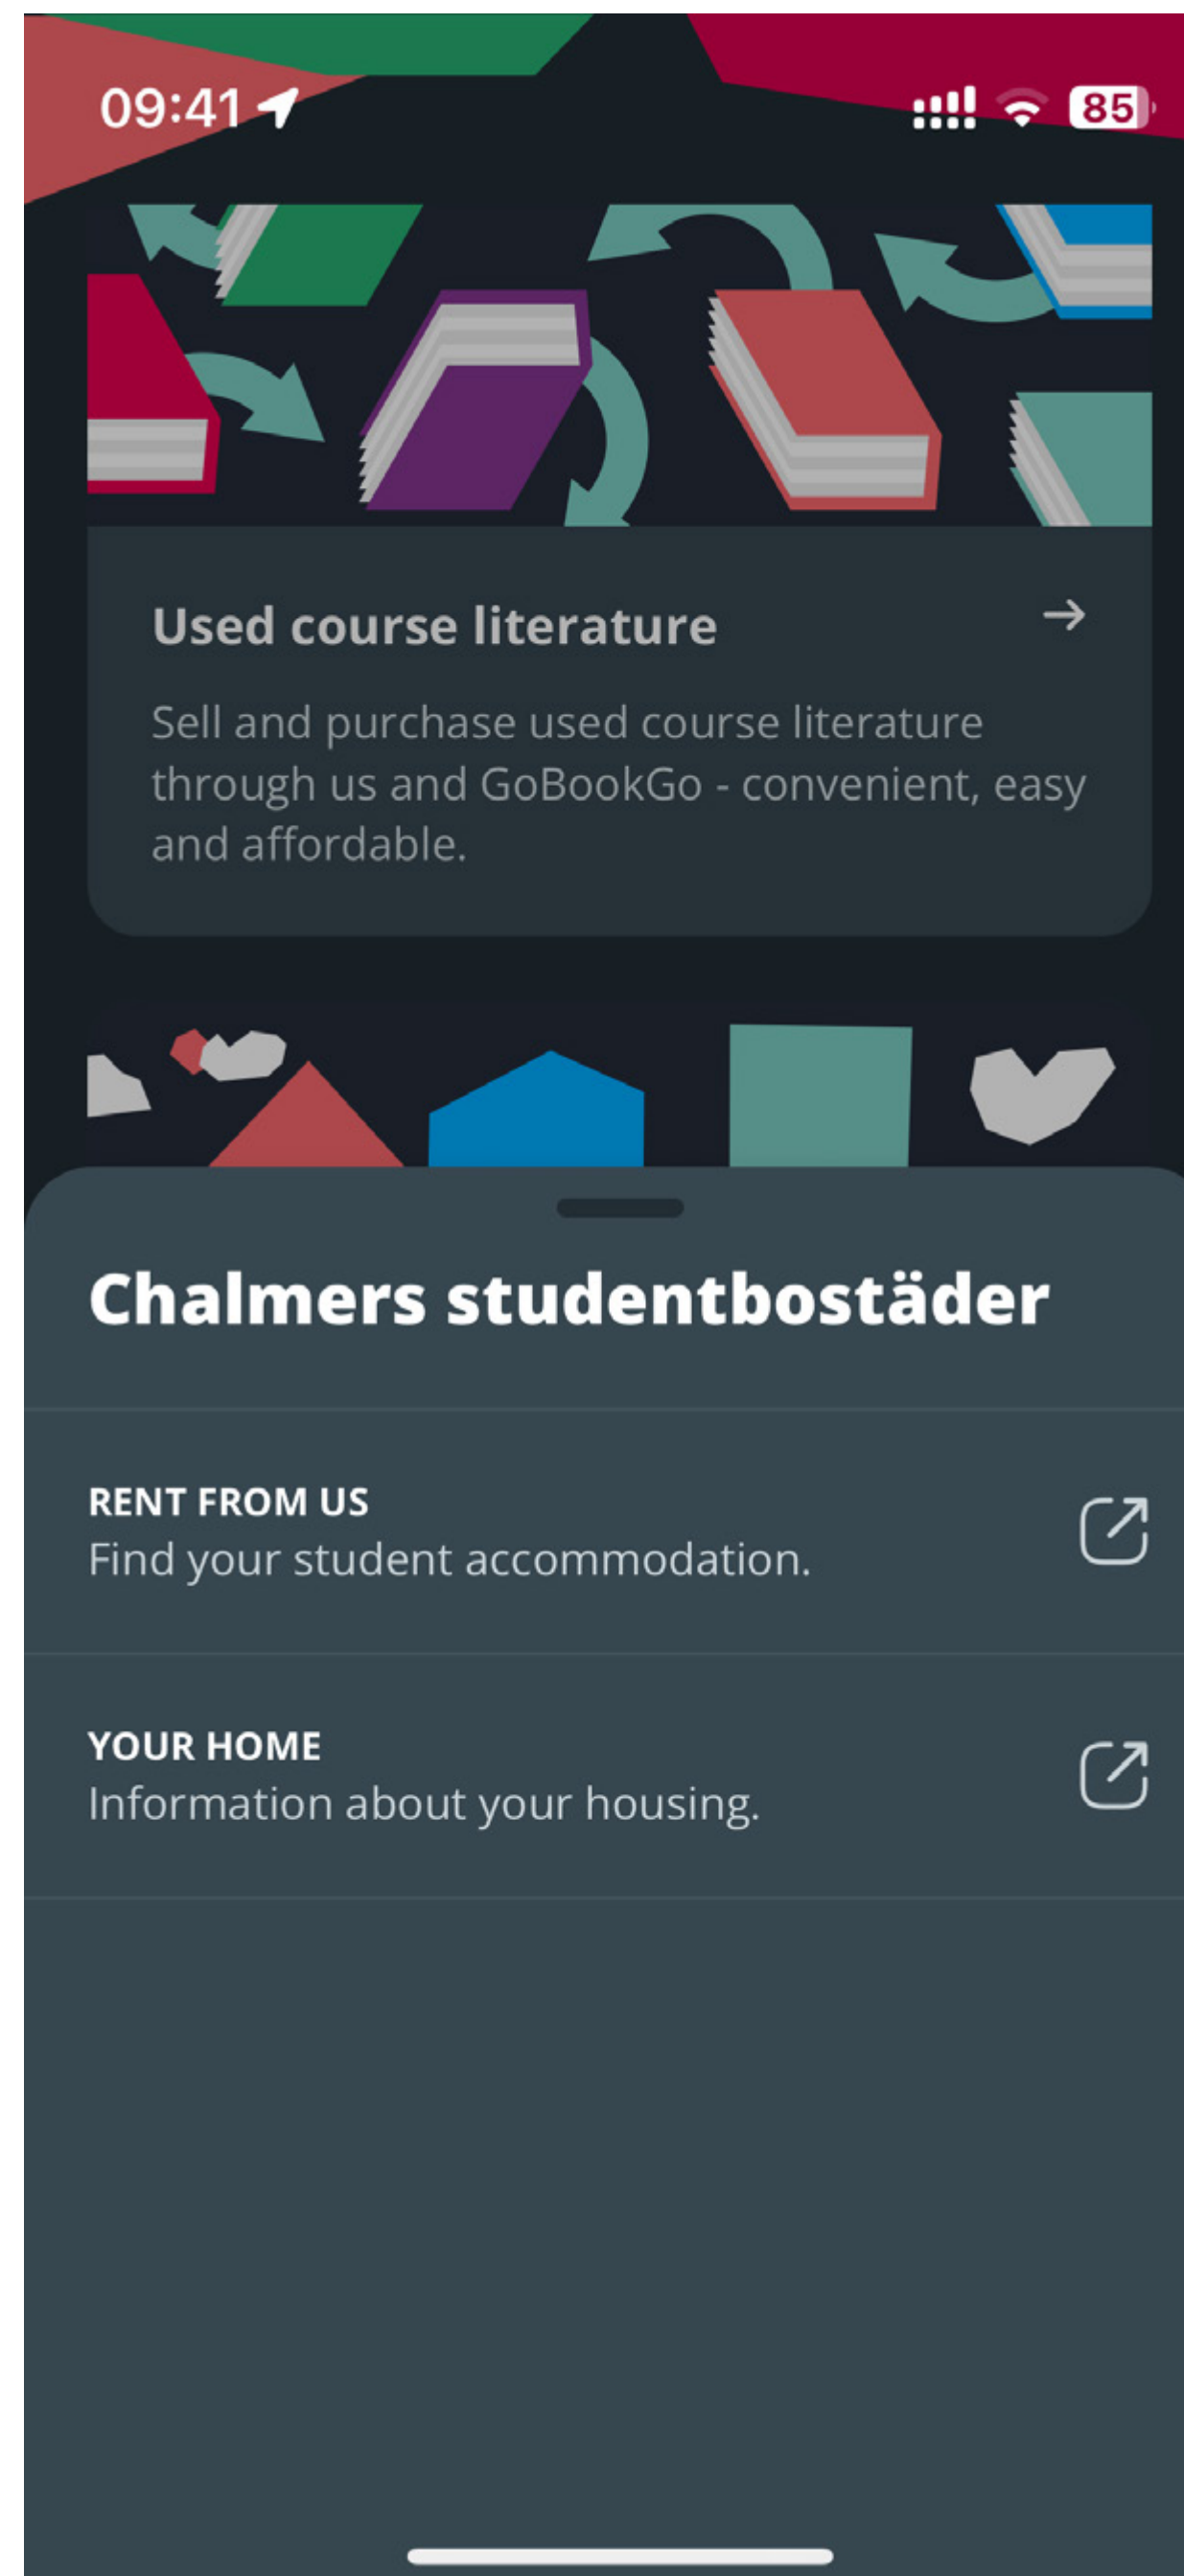 09:41
85
Used course literature
Sell and purchase used course literature
through us and GoBookGo - convenient, easy
and affordable.
Chalmers studentbostäder
RENT FROM US
Find your student accommodation.
YOUR HOME
Information about your housing.